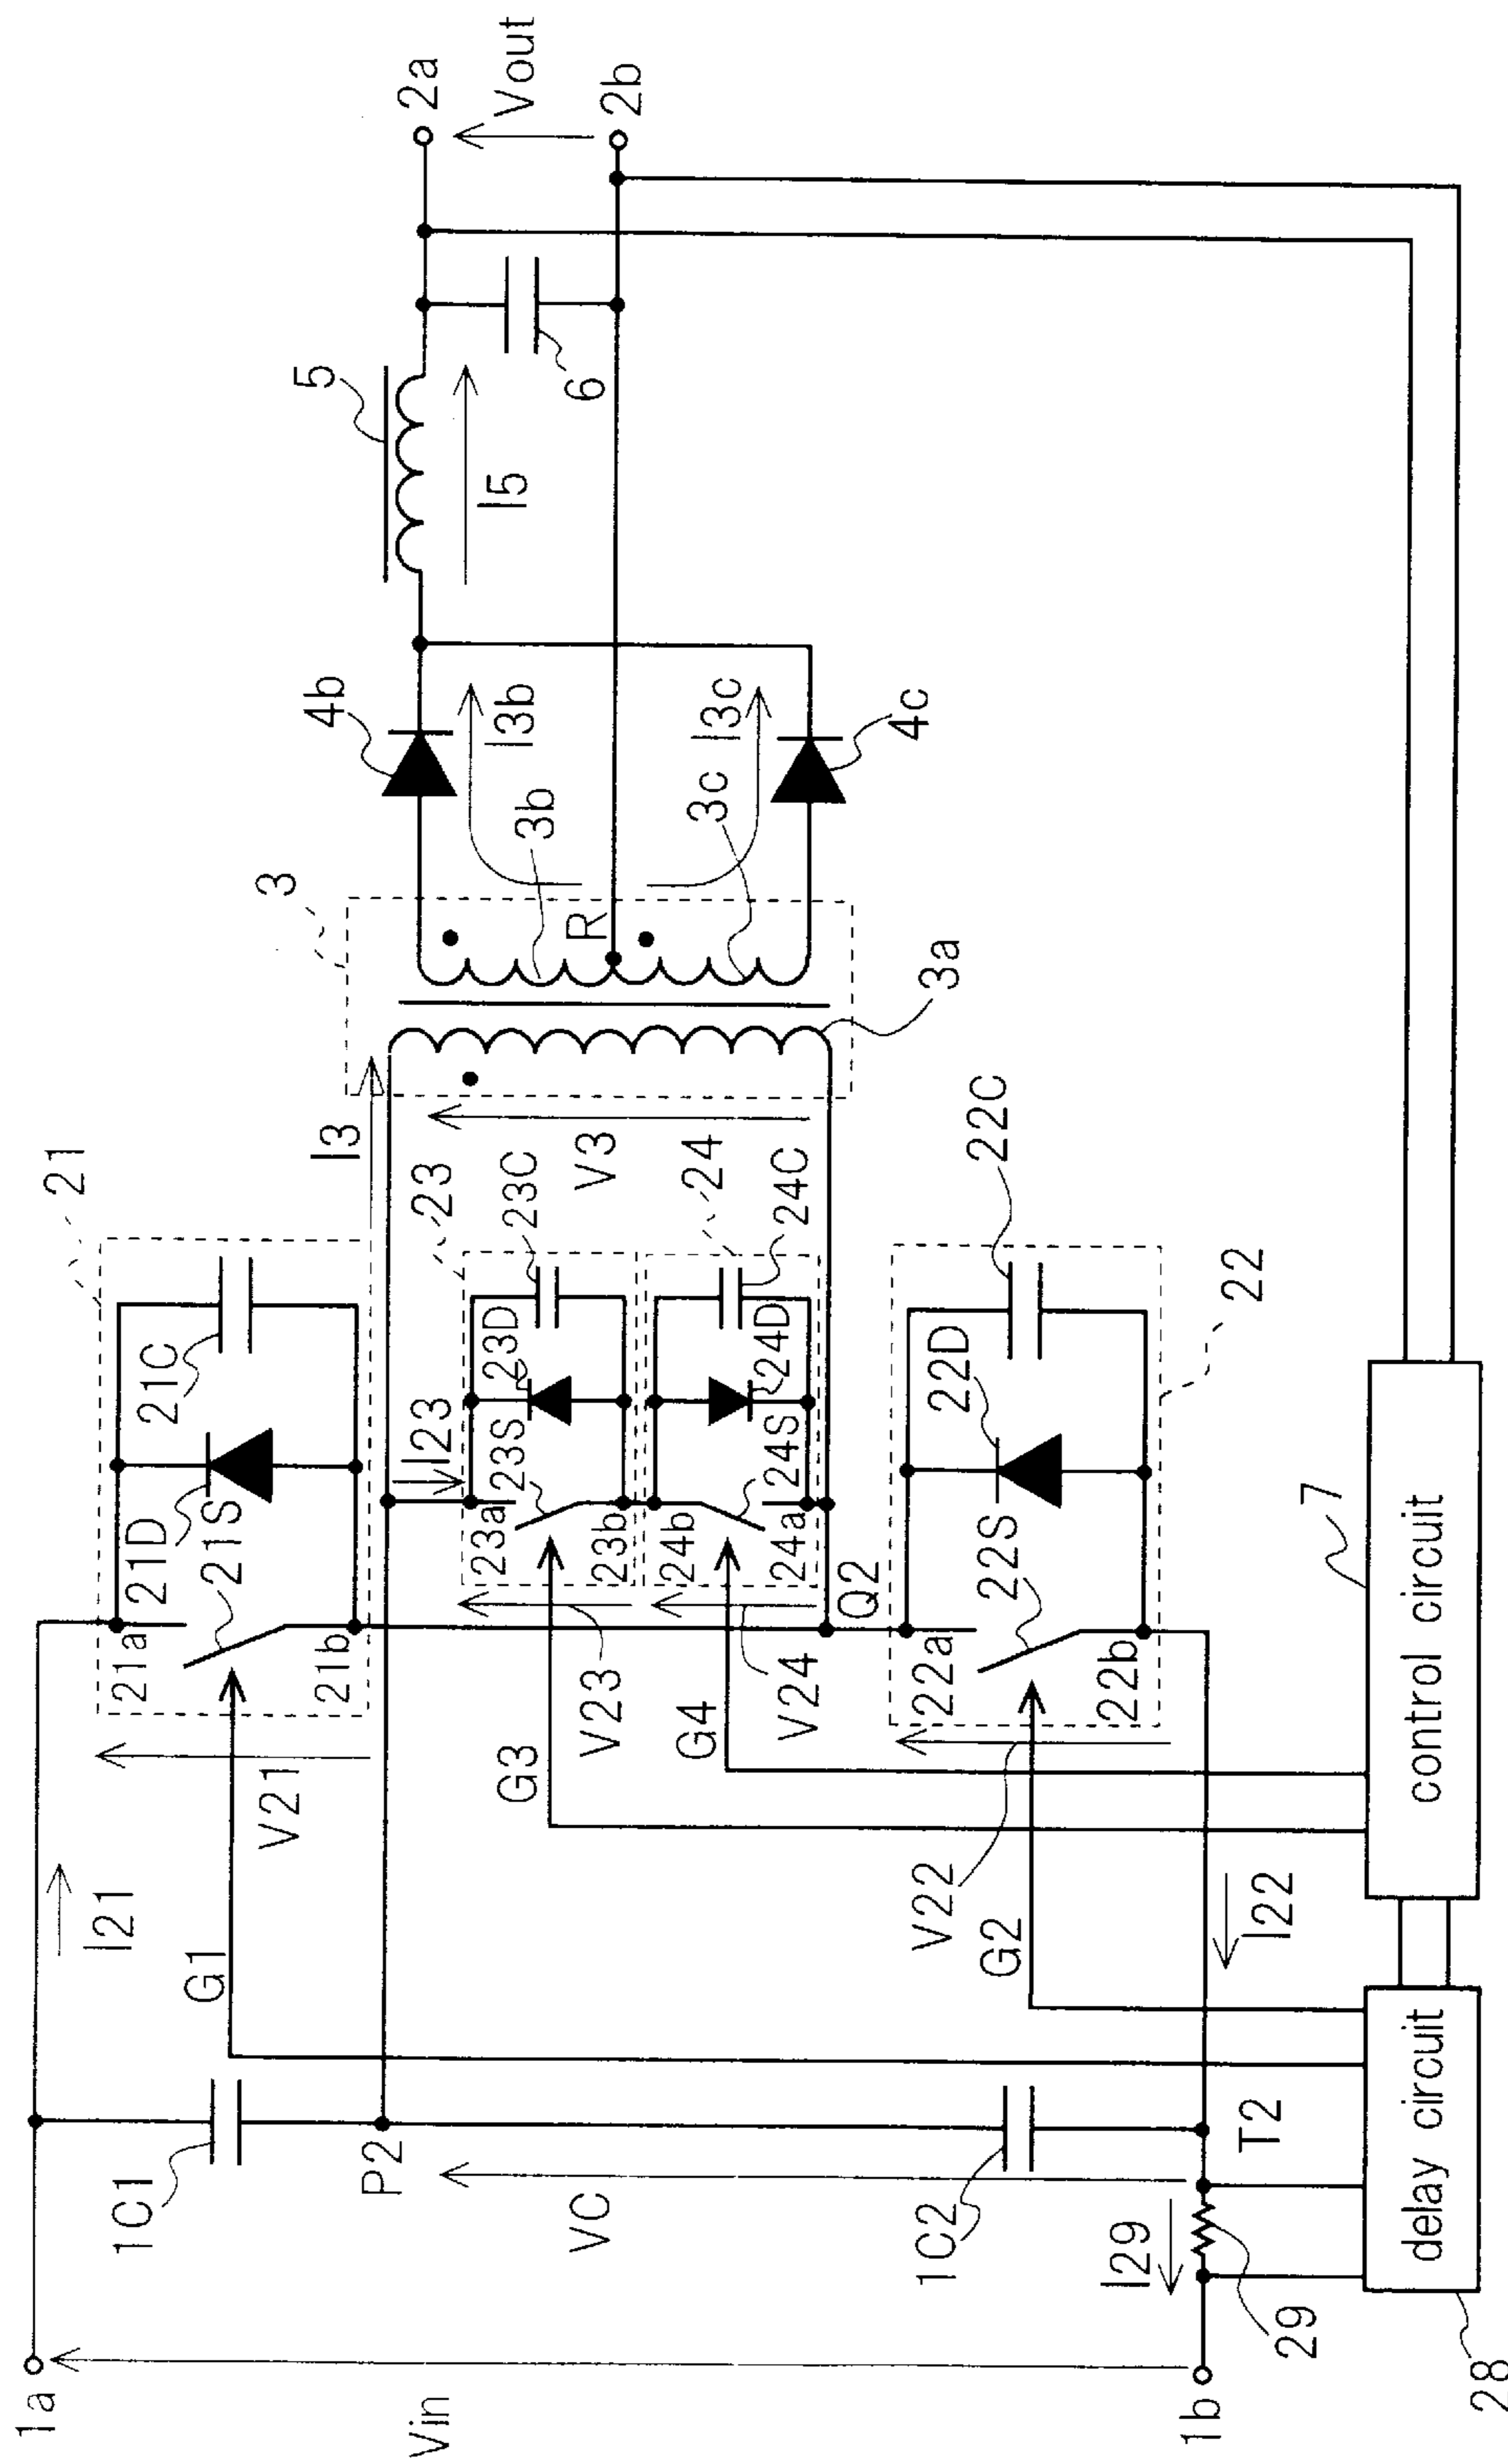 1a
Vin
1b
1C1
P2
VC
1C2
T2
I29
29
28
delay circuit
I21
G1
V21
21a
21b
21D
21S
21C
21
I3
G3
V23
G4
V24
I23
23
23a
23S
23b
23D
23C
24b
24S
24a
24D
24C
24
V3
Q2
V22
G2
I22
22a
22S
22b
22D
22C
22
7
control circuit
3
3a
R
3b
3c
4b
I3b
I3c
4c
5
I5
6
2a
Vout
2b